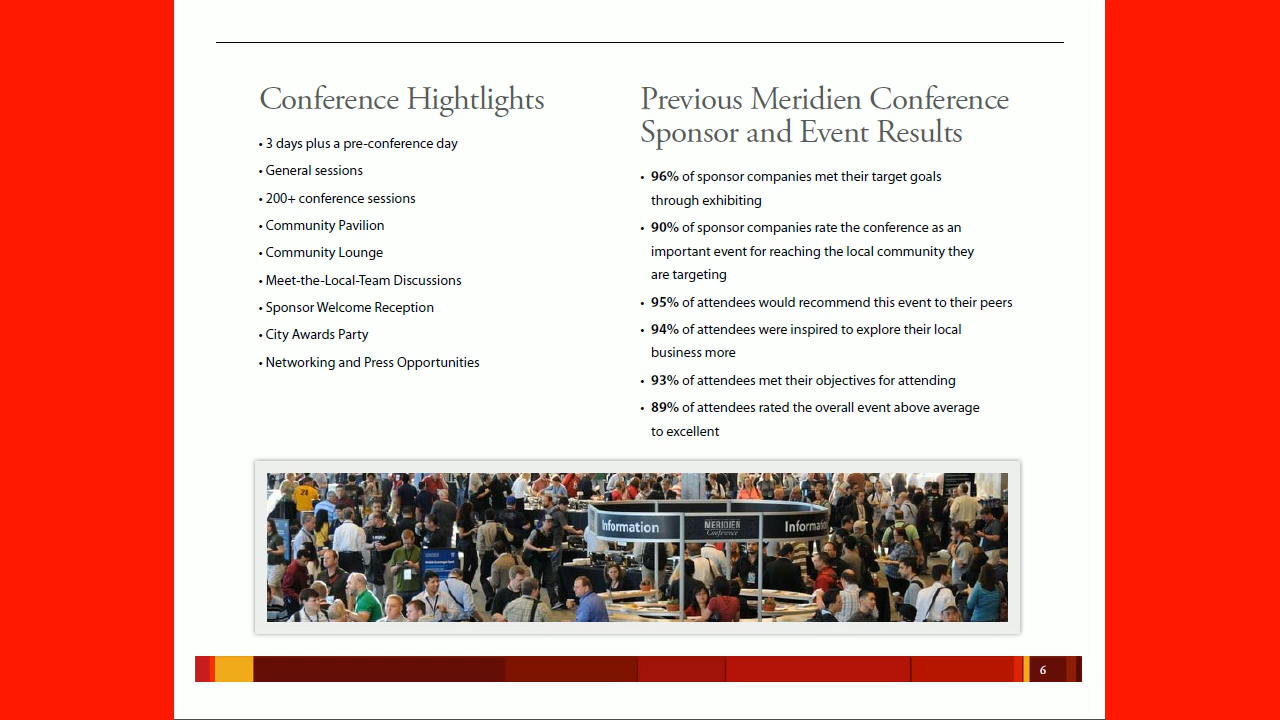 Conference Hightlights
• 3 days plus a pre-conference day
• General sessions
• 200+ conference sessions
• Community Pavilion
• Community Lounge
• Meet-the-Local-Team Discussions
• Sponsor Welcome Reception
• City Awards Party
• Networking and Press Opportunities
Previous Meridien Conference
Sponsor and Event Results
• 96% of sponsor companies met their target goals
through exhibiting
• 90% of sponsor companies rate the conference as an
important event for reaching the local community they
are targeting
• 95% of attendees would recommend this event to their peers
• 94% of attendees were inspired to explore their local
business more
• 93% of attendees met their objectives for attending
• 89% of attendees rated the overall event above average
to excellent
Information
MERIDIEN
Conference
Information
6